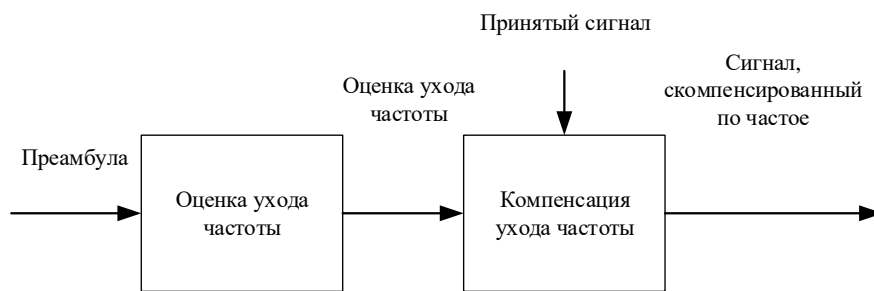 Принятый сигнал
Оценка ухода
частоты
Сигнал,
скомпенсированный
по частое
Преамбула
Оценка ухода
частоты
Компенсация
ухода частоты